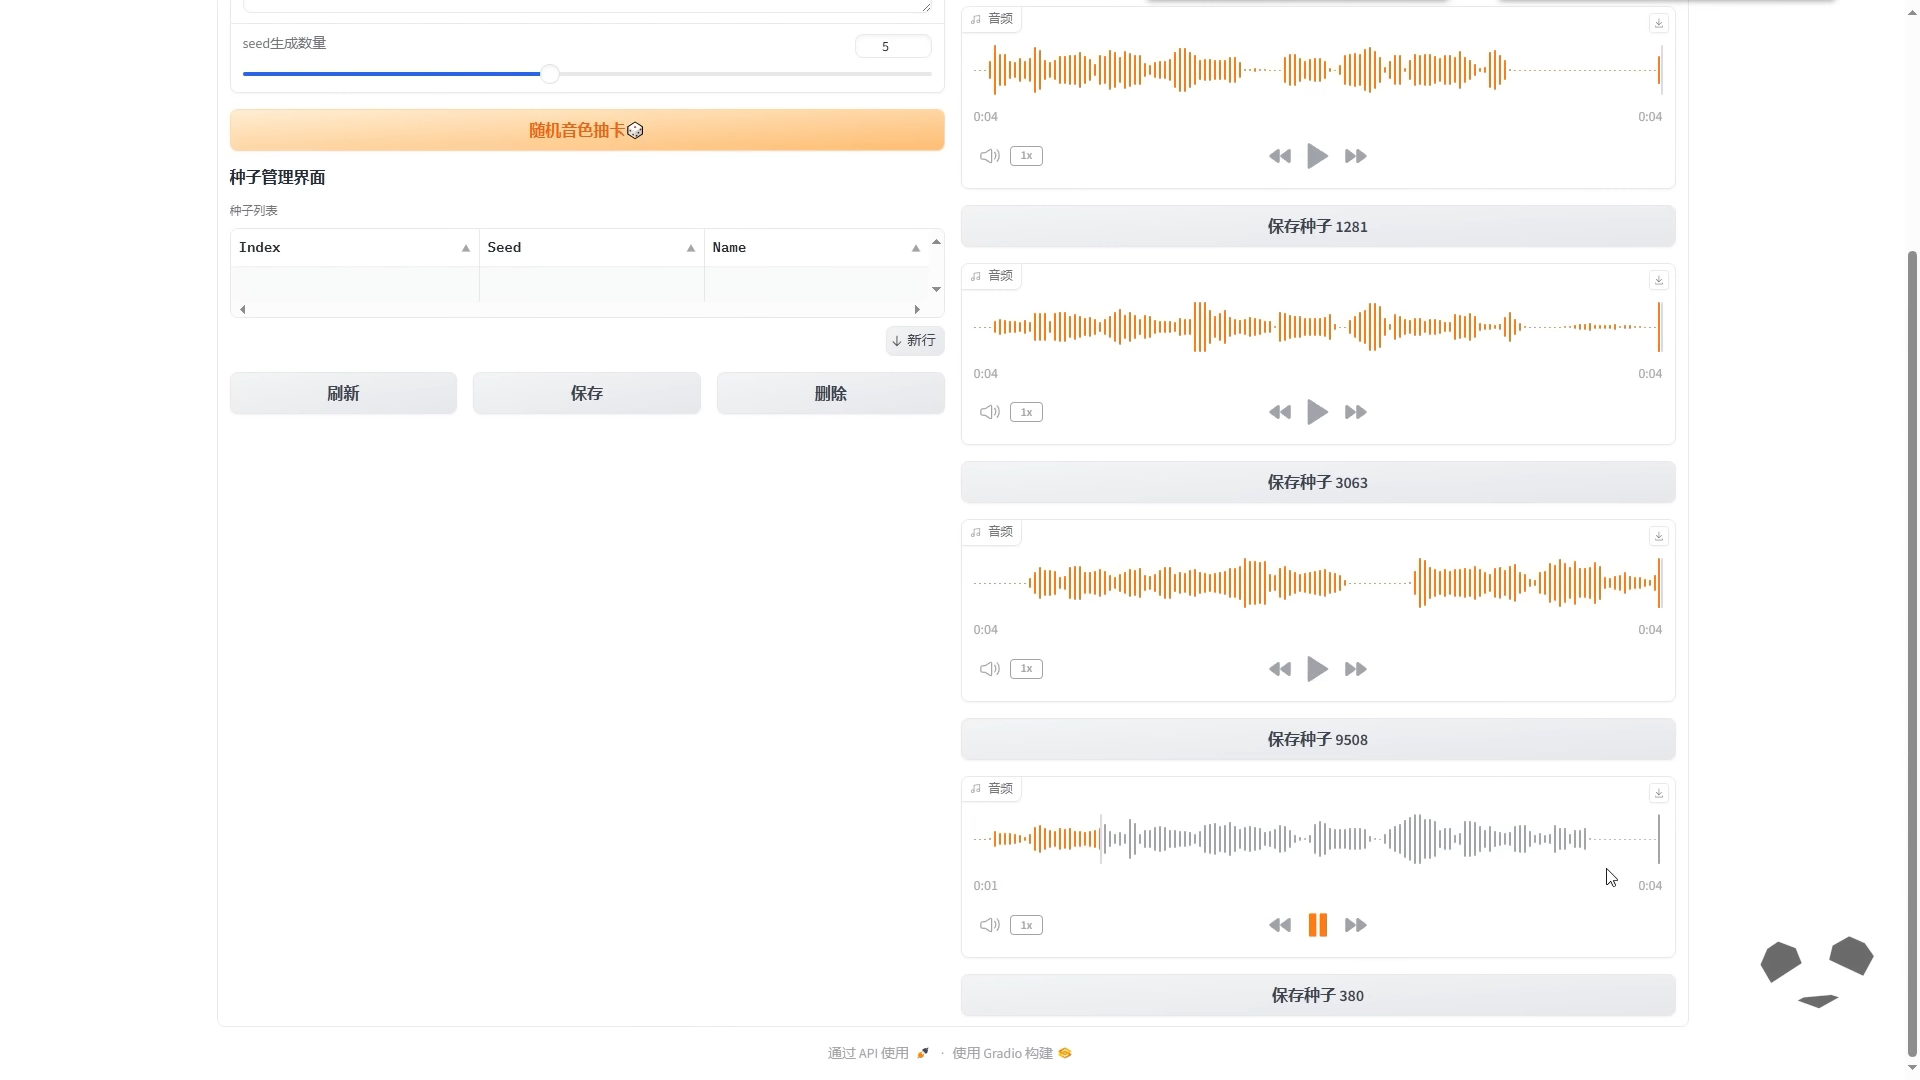 seed生成数量
5
随机音色抽卡🎲
种子管理界面
种子列表
Index
Seed
Name
新行
刷新
保存
删除
音频
0:04
0:04
1x
保存种子 1281
音频
0:04
0:04
1x
保存种子 3063
音频
0:04
0:04
1x
保存种子 9508
音频
0:01
0:04
1x
保存种子 380
通过 API 使用 🚀 · 使用 Gradio 构建